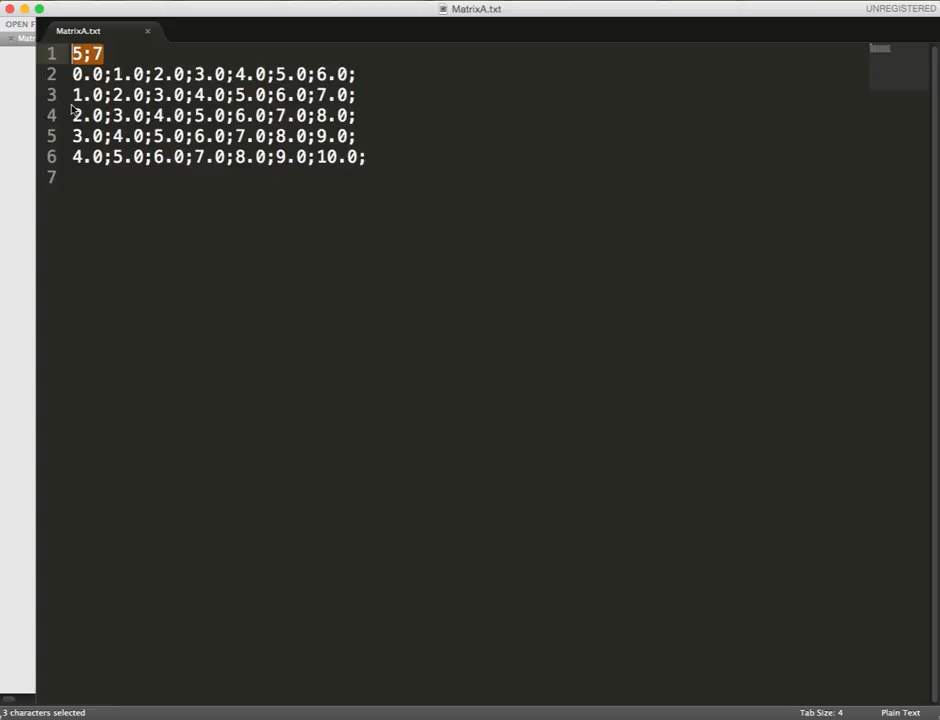 MatrixA.txt
UNREGISTERED
OPEN F
MatrixA.txt
Matr
1 5;7
2 0.0;1.0;2.0;3.0;4.0;5.0;6.0;
3 1.0;2.0;3.0;4.0;5.0;6.0;7.0;
4 2.0;3.0;4.0;5.0;6.0;7.0;8.0;
5 3.0;4.0;5.0;6.0;7.0;8.0;9.0;
6 4.0;5.0;6.0;7.0;8.0;9.0;10.0;
7
3 characters selected
Tab Size: 4
Plain Text